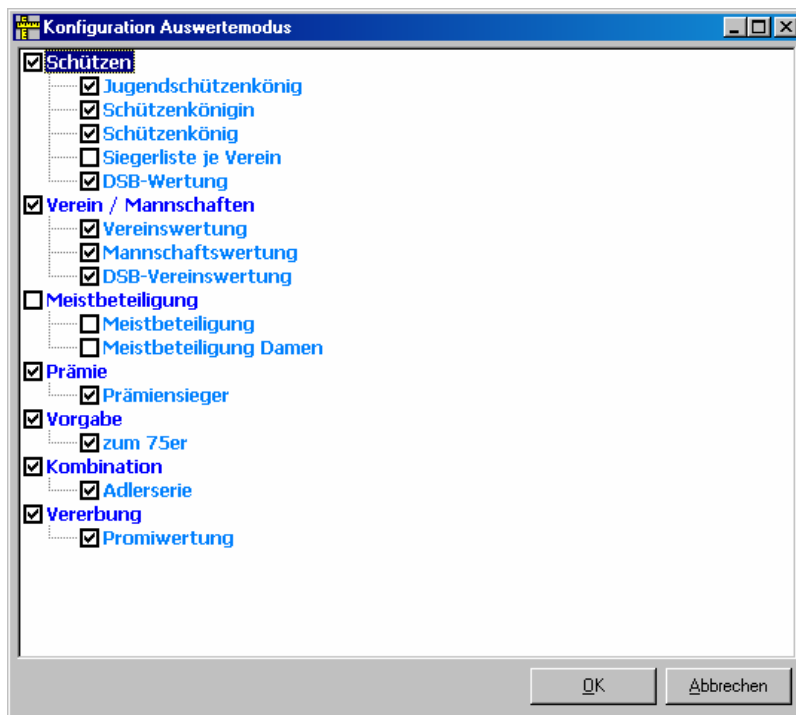 Konfiguration Auswertemodus
Schützen
Jugendschützenkönig
Schützenkönigin
Schützenkönig
Siegerliste je Verein
DSB-Wertung
Verein / Mannschaften
Vereinswertung
Mannschaftswertung
DSB-Vereinswertung
Meistbeteiligung
Meistbeteiligung
Meistbeteiligung Damen
Prämie
Prämiensieger
Vorgabe
zum 75er
Kombination
Adlerserie
Vererbung
Promiwertung
OK Abbrechen